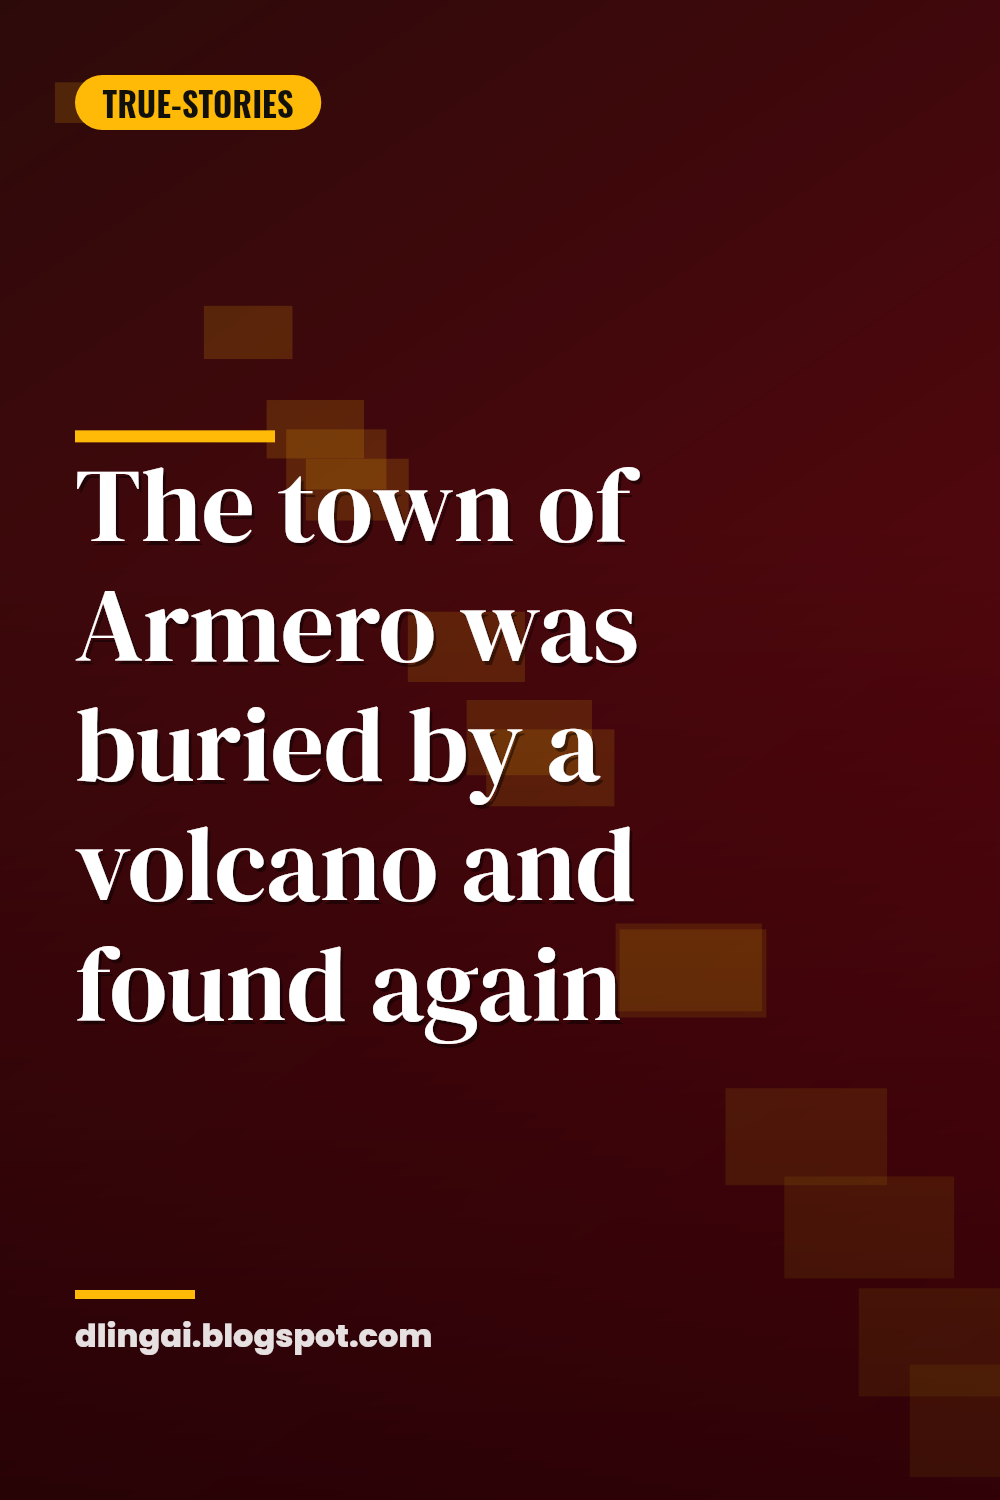 TRUE-STORIES
The town of
Armero was
buried by a
volcano and
found again
dlingai.blogspot.com